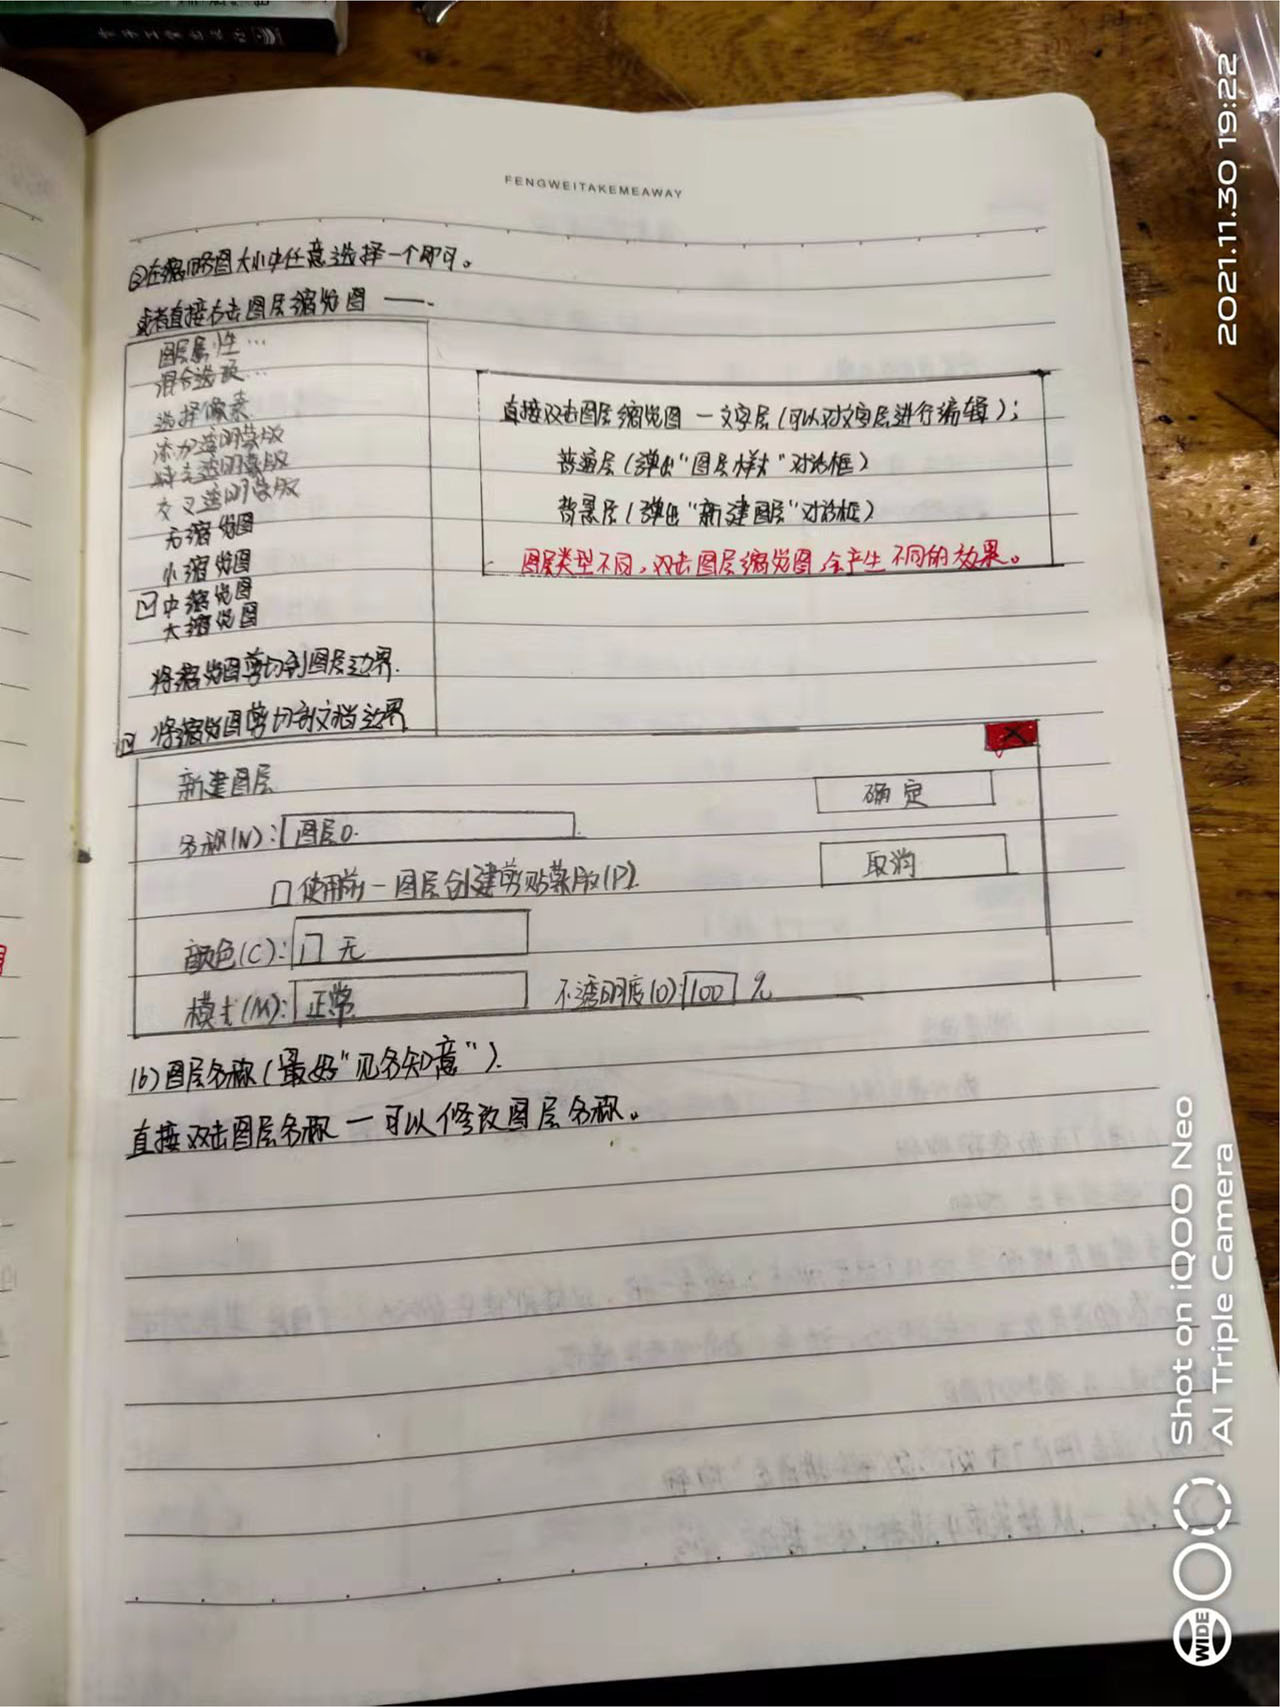 FENGWEITAKEMEAWAY
②在缩略图大小中任意选择一个即可。
或者直接右击图层缩览图 ——.
图层属性…
混合选项…
选择像素
添加透明蒙版
减去透明蒙版
交叉透明蒙版
无缩览图
小缩览图
中缩览图
大缩览图
将缩览图剪切到图层边界.
将缩览图剪切到文档边界
直接双击图层缩览图 — 文字层(可以对文字层进行编辑);
普通层(弹出"图层样式"对话框)
背景层(弹出"新建图层"对话框)
图层类型不同,双击图层缩览图,会产生不同的效果。
新建图层
确定
名称(N):图层0.
取消
使用前一图层创建剪贴蒙版(P).
颜色(C): 无
模式(M): 正常
不透明度(O):100 %
(6)图层名称(最好"见名知意").
直接双击图层名称 — 可以修改图层名称。
2021.11.30 19:22
Shot on iQOO Neo
AI Triple Camera
WIDE